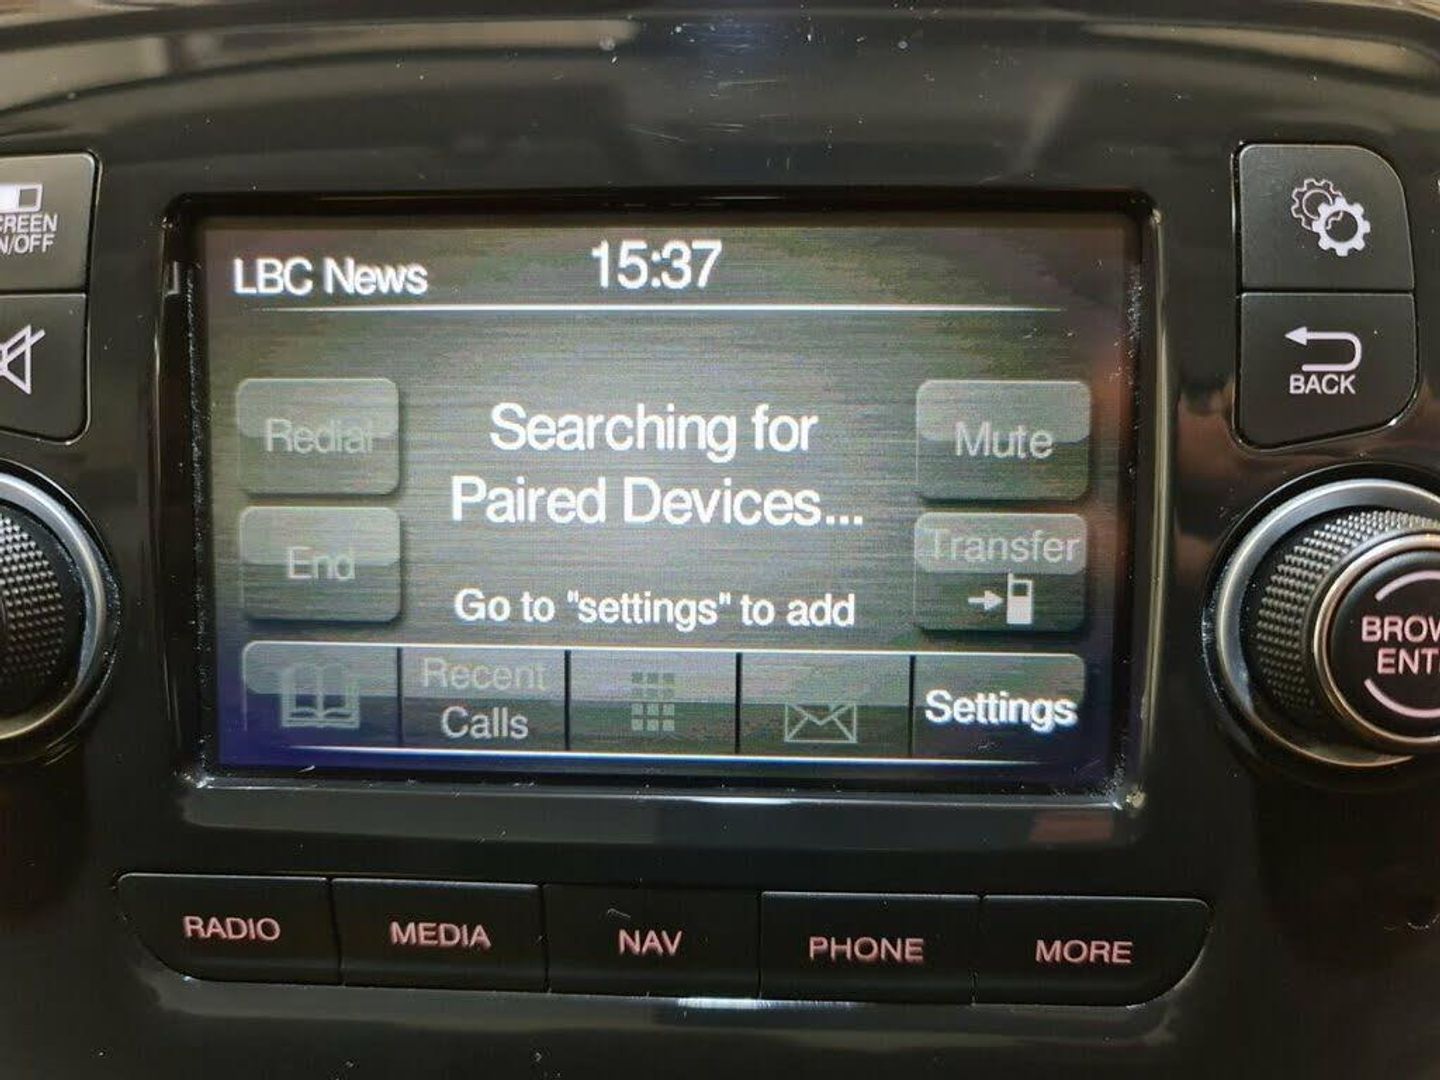 LBC News
15:37
Redial
Searching for
Paired Devices...
Mute
End
Transfer
Go to "settings" to add
Recent
Calls
Settings
BACK
RADIO
MEDIA
NAV
PHONE
MORE